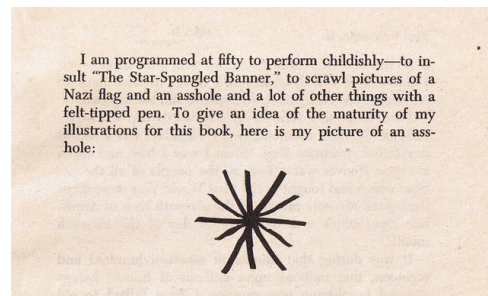 I am programmed at fifty to perform childishly—to in-
sult “The Star-Spangled Banner,” to scrawl pictures of a
Nazi flag and an asshole and a lot of other things with a
felt-tipped pen. To give an idea of the maturity of my
illustrations for this book, here is my picture of an ass-
hole: